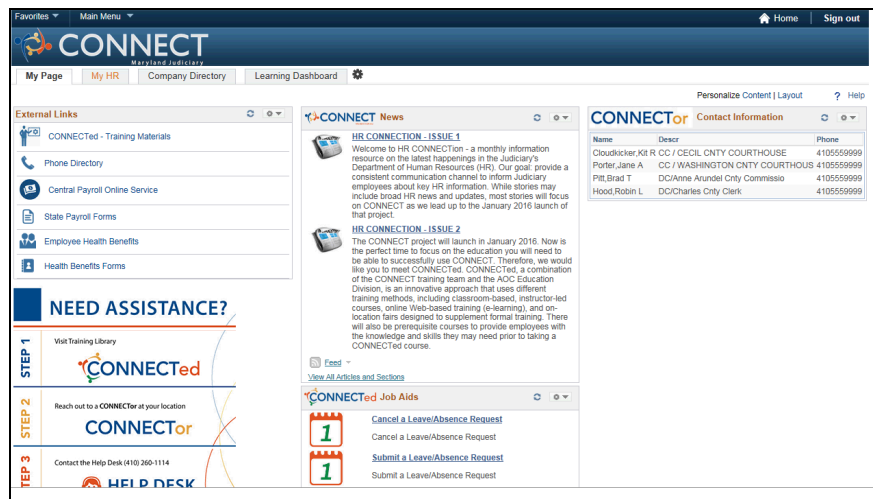 Favorites Main Menu Home Sign out
CONNECT
Maryland Judiciary
My Page My HR Company Directory Learning Dashboard
Personalize Content | Layout ? Help
External Links
CONNECTed - Training Materials
Phone Directory
Central Payroll Online Service
State Payroll Forms
Employee Health Benefits
Health Benefits Forms
NEED ASSISTANCE?
STEP 1
Visit Training Library
CONNECTed
STEP 2
Reach out to a CONNECTor at your location
CONNECTor
STEP 3
Contact the Help Desk (410) 260-1114
HELP DESK
CONNECT News
HR CONNECTION - ISSUE 1
Welcome to HR CONNECTion - a monthly information
resource on the latest happenings in the Judiciary's
Department of Human Resources (HR). Our goal: provide a
consistent communication channel to inform Judiciary
employees about key HR information. While stories may
include broad HR news and updates, most stories will focus
on CONNECT as we lead up to the January 2016 launch of
that project.
HR CONNECTION - ISSUE 2
The CONNECT project will launch in January 2016. Now is
the perfect time to focus on the education you will need to
be able to successfully use CONNECT. Therefore, we would
like you to meet CONNECTed. CONNECTed, a combination
of the CONNECT training team and the AOC Education
Division, is an innovative approach that uses different
training methods, including classroom-based, instructor-led
courses, online Web-based training (e-learning), and on-
location fairs designed to supplement formal training. There
will also be prerequisite courses to provide employees with
the knowledge and skills they may need prior to taking a
CONNECTed course.
Feed
View All Articles and Sections
CONNECTed Job Aids
1
Cancel a Leave/Absence Request
Cancel a Leave/Absence Request
1
Submit a Leave/Absence Request
Submit a Leave/Absence Request
CONNECTor Contact Information
Name Descr Phone
Cloudkicker,Kit R CC / CECIL CNTY COURTHOUSE 4105559999
Porter,Jane A CC / WASHINGTON CNTY COURTHOUS 4105559999
Pitt,Brad T DC/Anne Arundel Cnty Commissio 4105559999
Hood,Robin L DC/Charles Cnty Clerk 4105559999